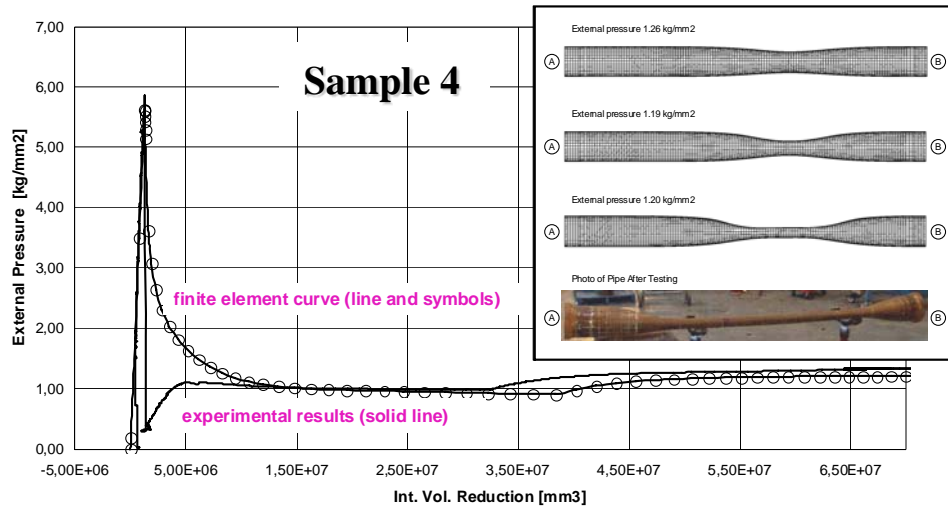 7,00
6,00
5,00
4,00
3,00
2,00
1,00
0,00
External Pressure [kg/mm2]
-5,00E+06
5,00E+06
1,50E+07
2,50E+07
3,50E+07
4,50E+07
5,50E+07
6,50E+07
Int. Vol. Reduction [mm3]
Sample 4
finite element curve (line and symbols)
experimental results (solid line)
External pressure 1.26 kg/mm2
A
B
External pressure 1.19 kg/mm2
A
B
External pressure 1.20 kg/mm2
A
B
Photo of Pipe After Testing
A
B